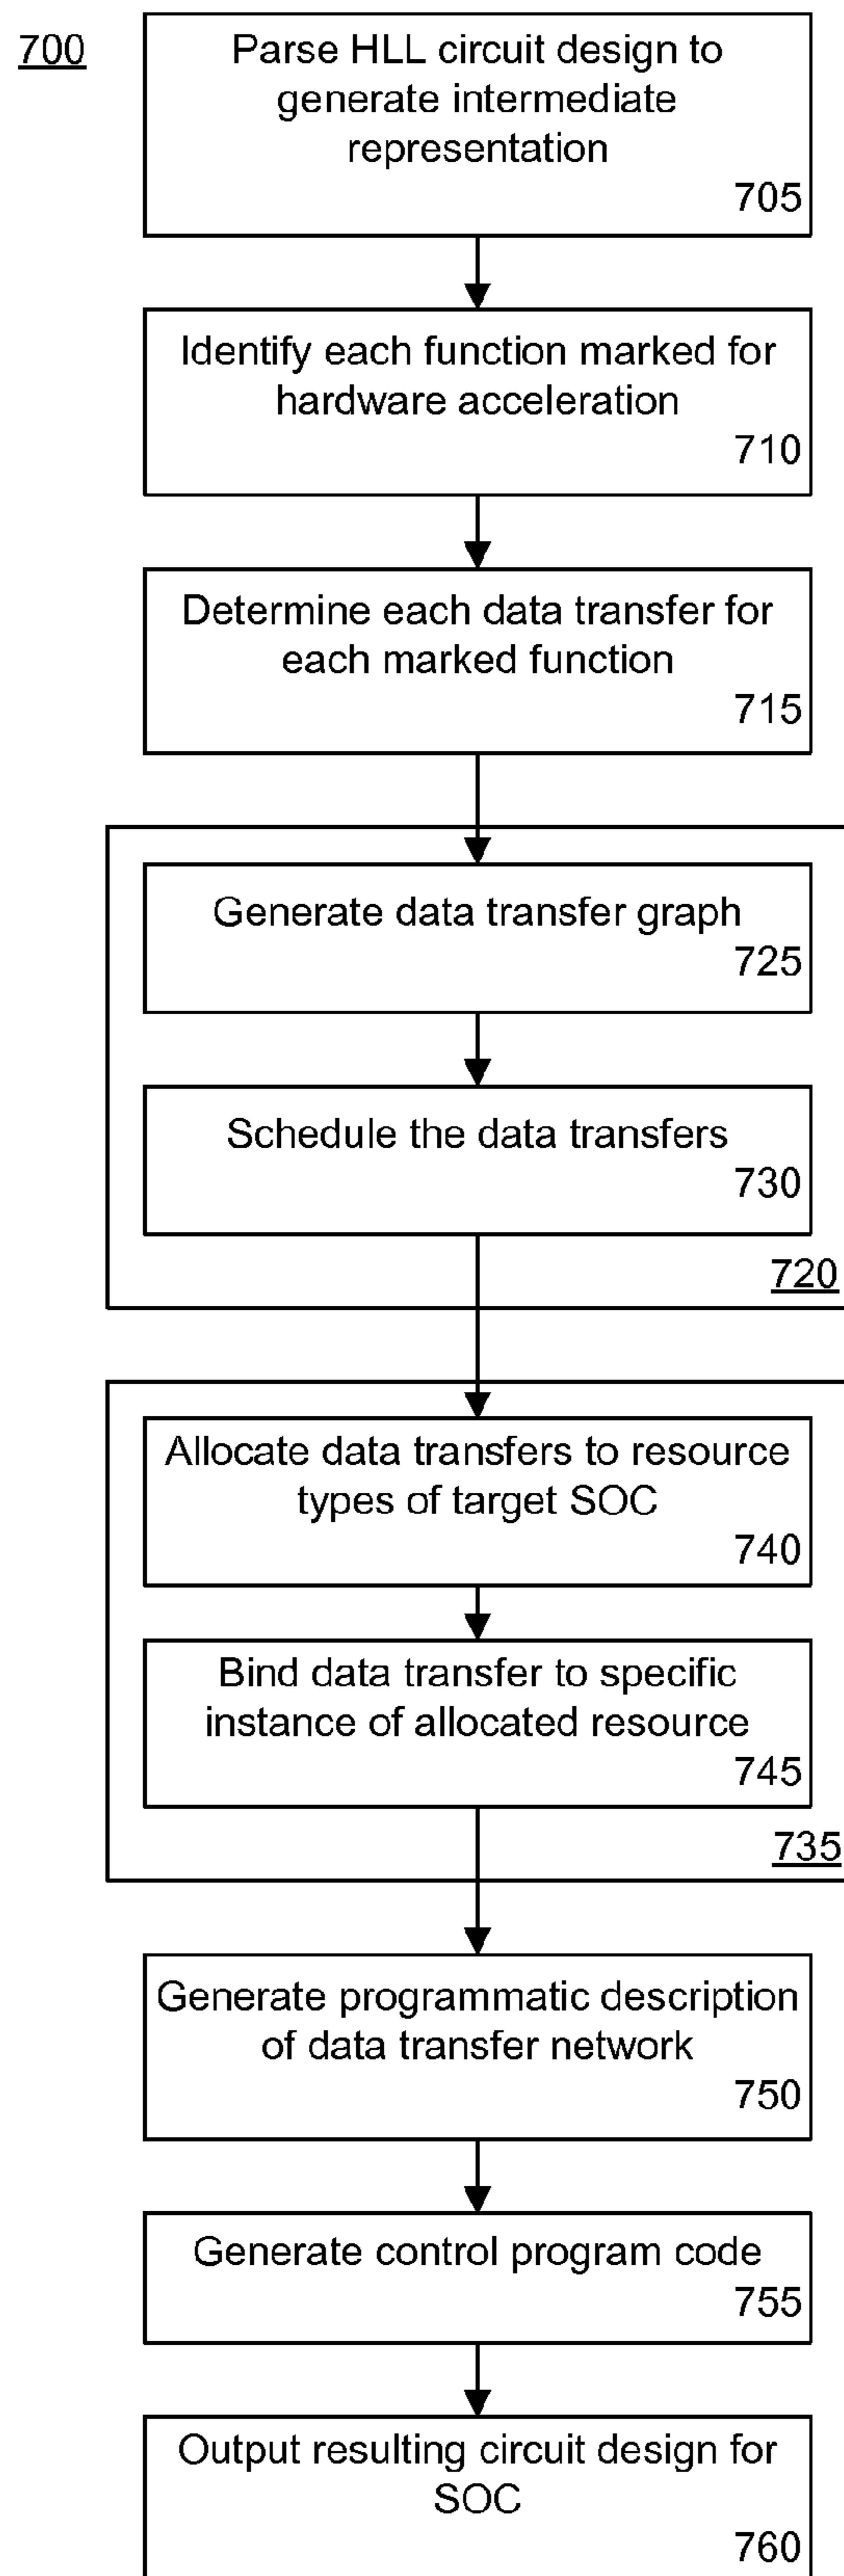 700
Parse HLL circuit design to
generate intermediate
representation
705
Identify each function marked for
hardware acceleration
710
Determine each data transfer for
each marked function
715
Generate data transfer graph
725
Schedule the data transfers
730
720
Allocate data transfers to resource
types of target SOC
740
Bind data transfer to specific
instance of allocated resource
745
735
Generate programmatic description
of data transfer network
750
Generate control program code
755
Output resulting circuit design for
SOC
760